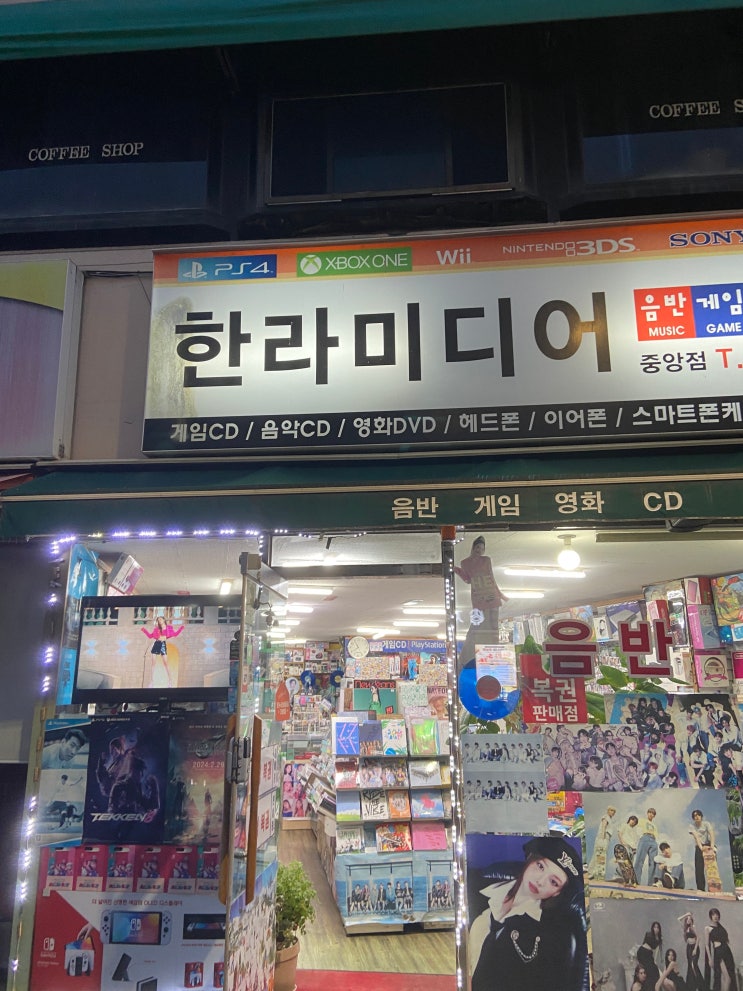 COFFEE SHOP
COFFEE
PS4 XBOX ONE Wii NINTENDO 3DS SONY
한라미디어
음반 게임
MUSIC GAME
중앙점 T.
게임CD / 음악CD / 영화DVD / 헤드폰 / 이어폰 / 스마트폰케
음반 게임 영화 CD
게임CD PlayStation
음반
복권
판매점
TEKKEN 8
2024.2.29